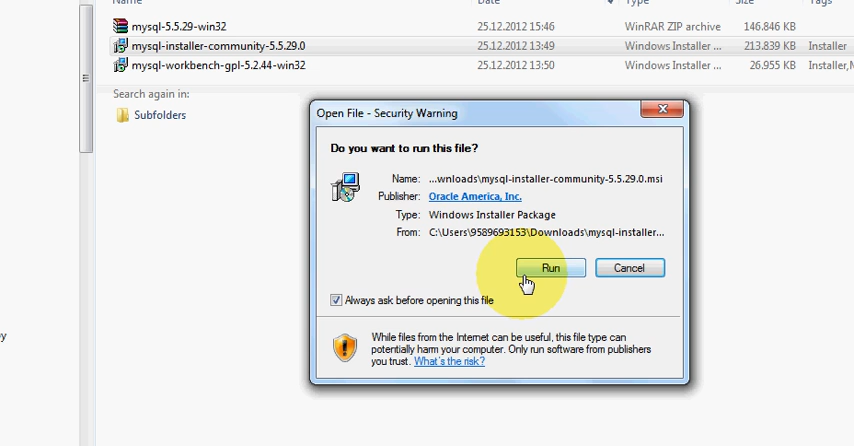 Size Type Tags
mysql-5.5.29-win32 25.12.2012 15:46 WinRAR ZIP archive 146.846 KB
mysql-installer-community-5.5.29.0 25.12.2012 13:49 Windows Installer ... 213.839 KB Installer
mysql-workbench-gpl-5.2.44-win32 25.12.2012 13:50 Windows Installer ... 26.955 KB Installer,M
Search again in:
Subfolders
Open File - Security Warning
Do you want to run this file?
Name: ...wnloads\mysql-installer-community-5.5.29.0.msi
Publisher: Oracle America, Inc.
Type: Windows Installer Package
From: C:\Users\9589693153\Downloads\mysql-installer...
Run Cancel
Always ask before opening this file
While files from the Internet can be useful, this file type can
potentially harm your computer. Only run software from publishers
you trust. What's the risk?